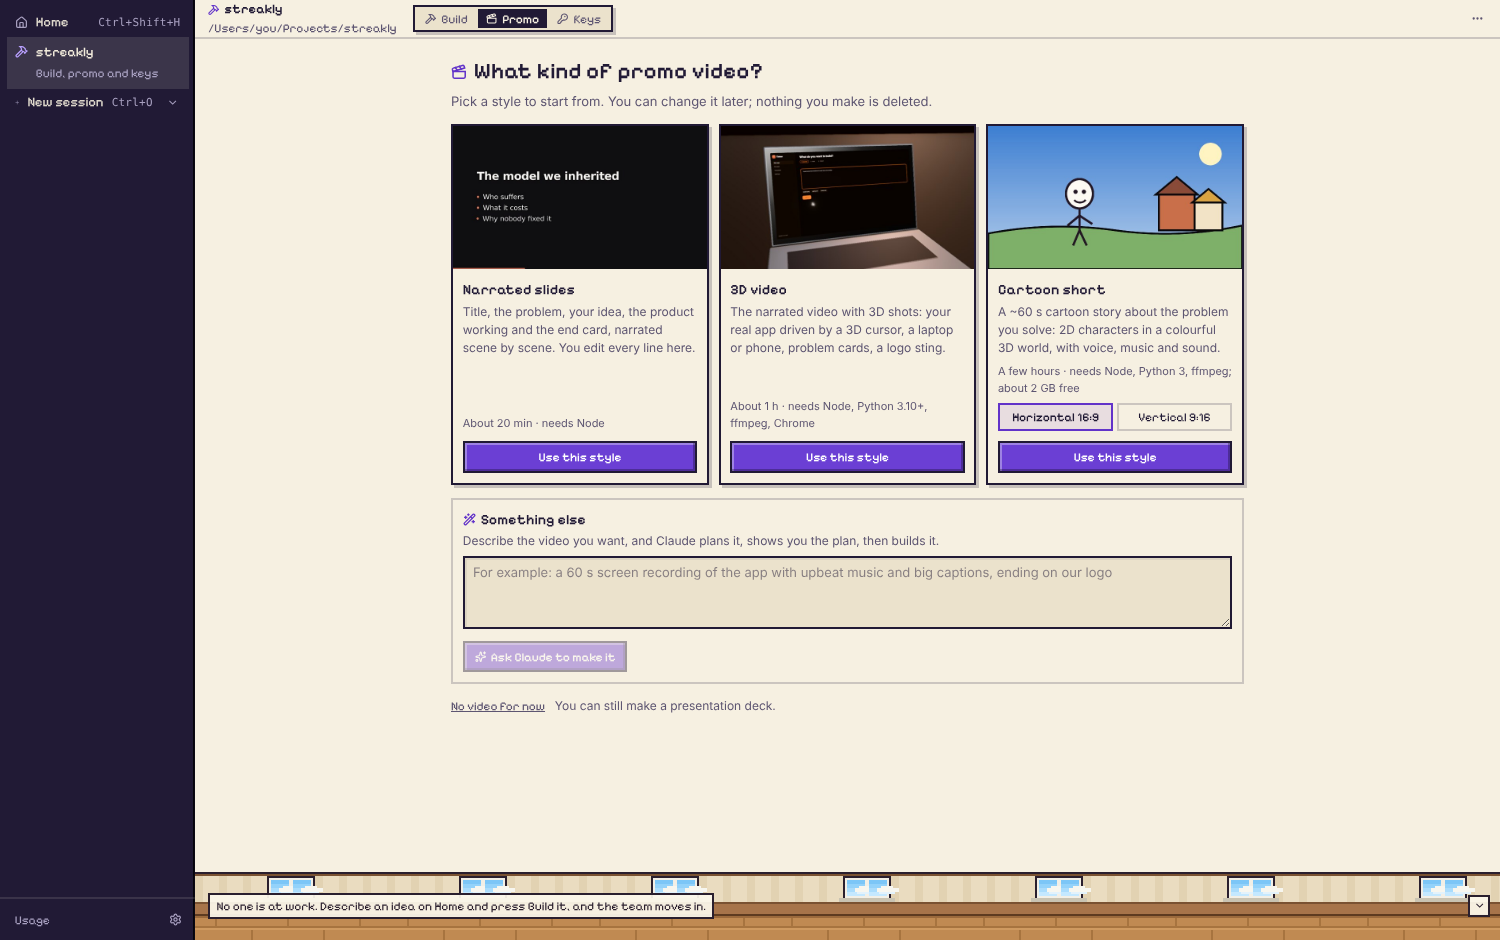 Home Ctrl+Shift+H
streakly
Build, promo and keys
New session Ctrl+O
Usage
streakly
/Users/you/Projects/streakly
Build
Promo
Keys
What kind of promo video?
Pick a style to start from. You can change it later; nothing you make is deleted.
The model we inherited
• Who suffers
• What it costs
• Why nobody fixed it
Narrated slides
Title, the problem, your idea, the product
working and the end card, narrated
scene by scene. You edit every line here.
About 20 min · needs Node
Use this style
3D video
The narrated video with 3D shots: your
real app driven by a 3D cursor, a laptop
or phone, problem cards, a logo sting.
About 1 h · needs Node, Python 3.10+,
ffmpeg, Chrome
Use this style
Cartoon short
A ~60 s cartoon story about the problem
you solve: 2D characters in a colourful
3D world, with voice, music and sound.
A few hours · needs Node, Python 3, ffmpeg;
about 2 GB free
Horizontal 16:9
Vertical 9:16
Use this style
Something else
Describe the video you want, and Claude plans it, shows you the plan, then builds it.
For example: a 60 s screen recording of the app with upbeat music and big captions, ending on our logo
Ask Claude to make it
No video for now You can still make a presentation deck.
No one is at work. Describe an idea on Home and press Build it, and the team moves in.